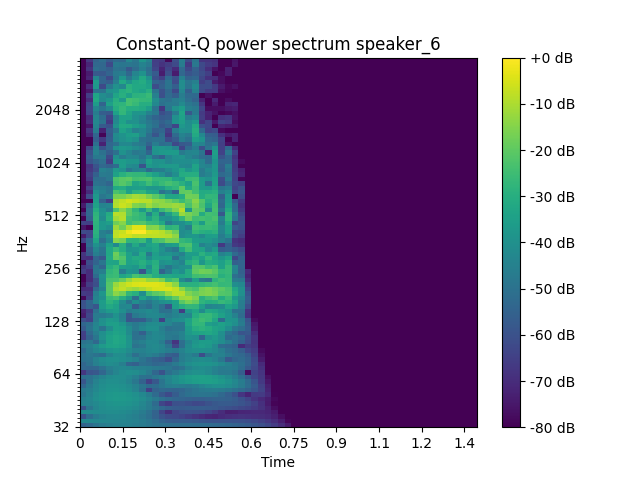 Constant-Q power spectrum speaker_6
Hz
2048
1024
512
256
128
64
32
0 0.15 0.3 0.45 0.6 0.75 0.9 1.1 1.2 1.4
Time
+0 dB
-10 dB
-20 dB
-30 dB
-40 dB
-50 dB
-60 dB
-70 dB
-80 dB